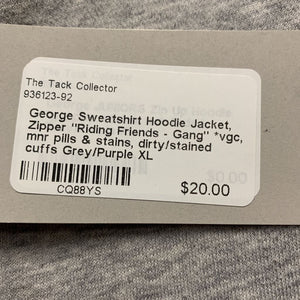 The Tack Collector
936123-92
George Sweatshirt Hoodie Jacket,
Zipper "Riding Friends - Gang" *vgc,
mnr pills & stains, dirty/stained
cuffs Grey/Purple XL
CQ88YS
$20.00